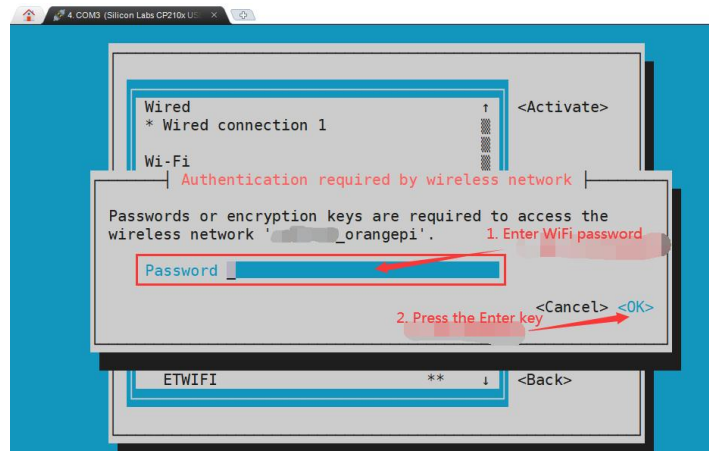 4. COM3 (Silicon Labs CP210x US
Wired ↑ <Activate>
* Wired connection 1
Wi-Fi
Authentication required by wireless network
Passwords or encryption keys are required to access the
wireless network ' _orangepi'.
1. Enter WiFi password
Password _
<Cancel> <OK>
2. Press the Enter key
ETWIFI ** ↓ <Back>